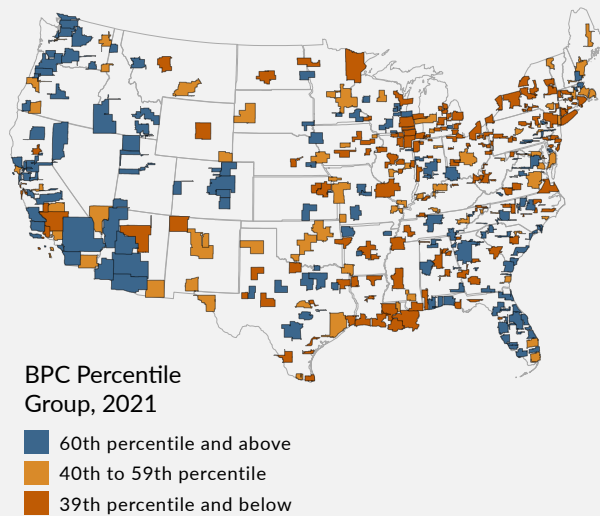 BPC Percentile
Group, 2021
60th percentile and above
40th to 59th percentile
39th percentile and below